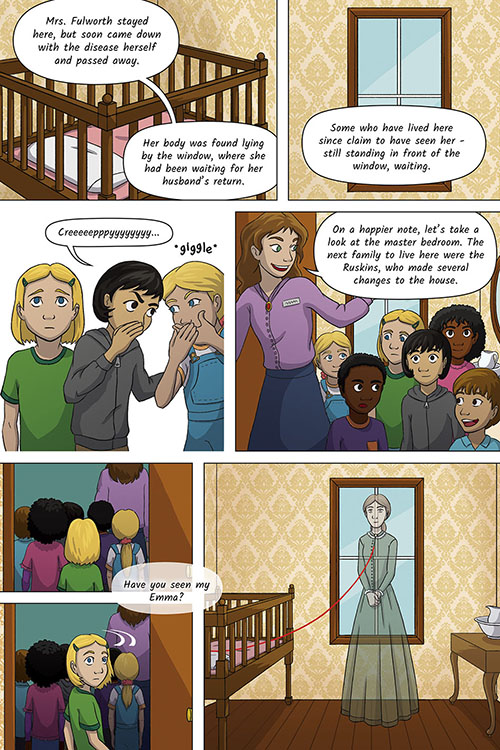 Mrs. Fulworth stayed
here, but soon came down
with the disease herself
and passed away.
Her body was found lying
by the window, where she
had been waiting for her
husband's return.
Some who have lived here
since claim to have seen her -
still standing in front of the
window, waiting.
Creeeeepppyyyyyyyy...
*giggle*
On a happier note, let's take a
look at the master bedroom. The
next family to live here were the
Ruskins, who made several
changes to the house.
Have you seen my
Emma?